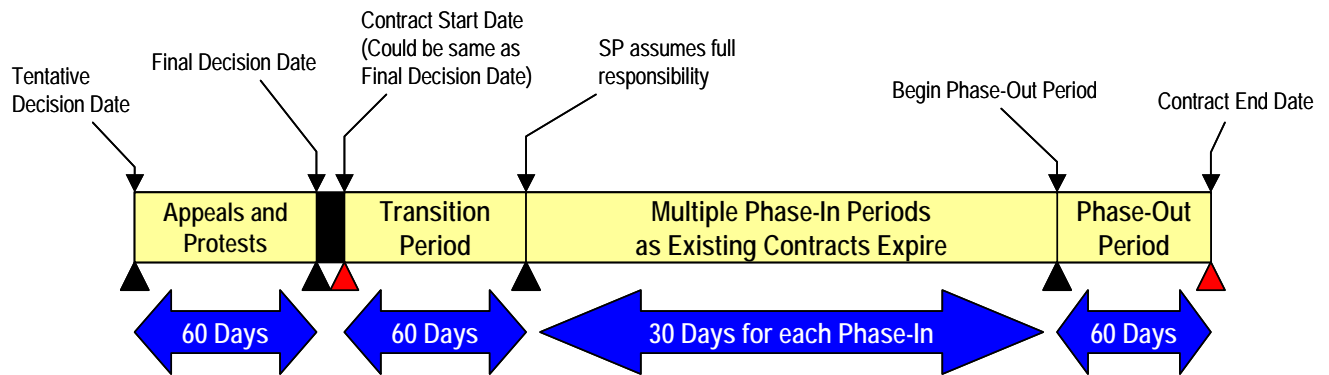 Tentative
Decision Date
Final Decision Date
Contract Start Date
(Could be same as
Final Decision Date)
SP assumes full
responsibility
Begin Phase-Out Period
Contract End Date
Appeals and
Protests
Transition
Period
Multiple Phase-In Periods
as Existing Contracts Expire
Phase-Out
Period
60 Days
60 Days
30 Days for each Phase-In
60 Days